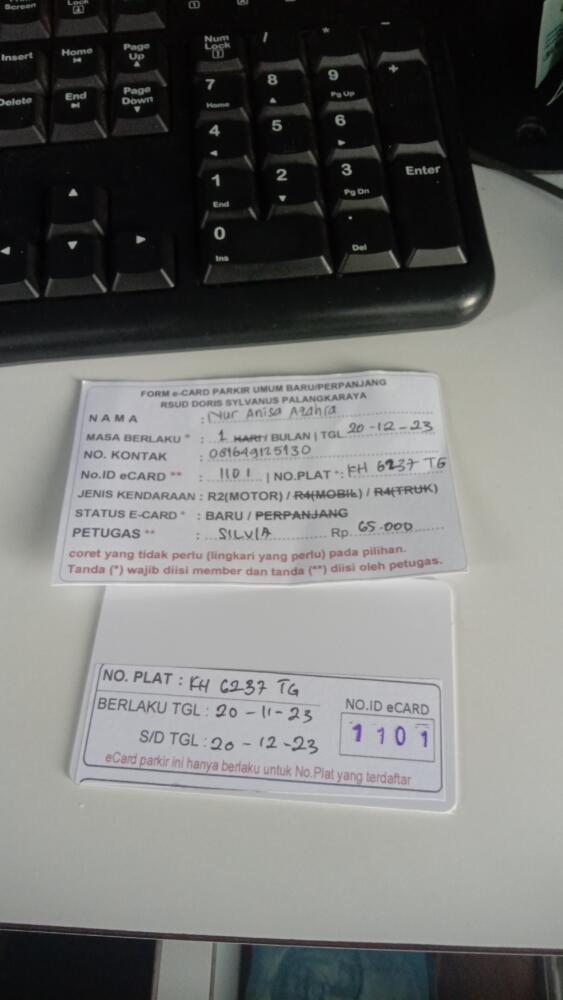 Screen
Lock
Insert
Home
Page Up
Num Lock
/
*
-
Delete
End
Page Down
7 Home
8
9 Pg Up
+
4
5
6
1 End
2
3 Pg Dn
Enter
0 Ins
. Del
FORM e-CARD PARKIR UMUM BARU/PERPANJANG
RSUD DORIS SYLVANUS PALANGKARAYA
NAMA : Nur Anisa Azahra
MASA BERLAKU * : 1 HARI / BULAN | TGL 20-12-23
NO. KONTAK : 081649125130
No.ID eCARD ** : 1101 | NO.PLAT *: KH 6237 TG
JENIS KENDARAAN : R2(MOTOR) / R4(MOBIL) / R4(TRUK)
STATUS E-CARD * : BARU / PERPANJANG
PETUGAS ** : SILVIA Rp. 65.000
coret yang tidak perlu (lingkari yang perlu) pada pilihan.
Tanda (*) wajib diisi member dan tanda (**) diisi oleh petugas.
NO. PLAT : KH 6237 TG
BERLAKU TGL : 20-11-23
S/D TGL : 20-12-23
NO.ID eCARD
1101
eCard parkir ini hanya berlaku untuk No.Plat yang terdaftar